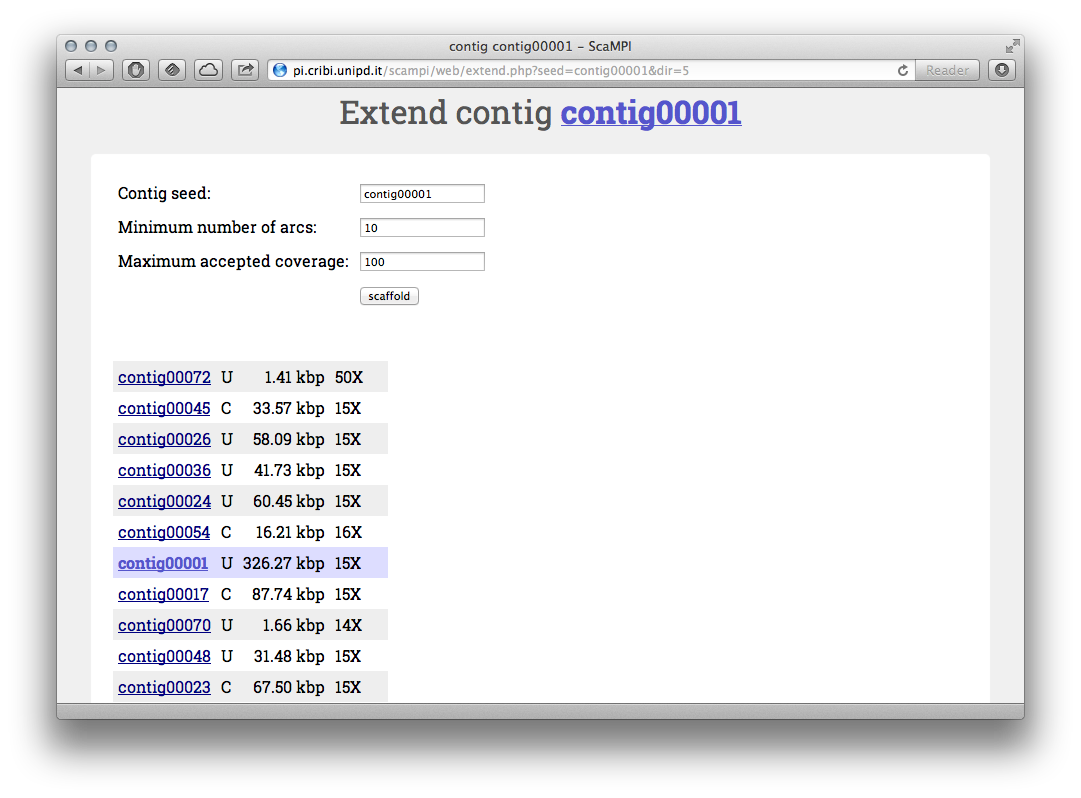 contig contig00001 – ScaMPI
pi.cribi.unipd.it/scampi/web/extend.php?seed=contig00001&dir=5
Reader
Extend contig contig00001
Contig seed: contig00001
Minimum number of arcs: 10
Maximum accepted coverage: 100
scaffold
contig00072 U 1.41 kbp 50X
contig00045 C 33.57 kbp 15X
contig00026 U 58.09 kbp 15X
contig00036 U 41.73 kbp 15X
contig00024 U 60.45 kbp 15X
contig00054 C 16.21 kbp 16X
contig00001 U 326.27 kbp 15X
contig00017 C 87.74 kbp 15X
contig00070 U 1.66 kbp 14X
contig00048 U 31.48 kbp 15X
contig00023 C 67.50 kbp 15X